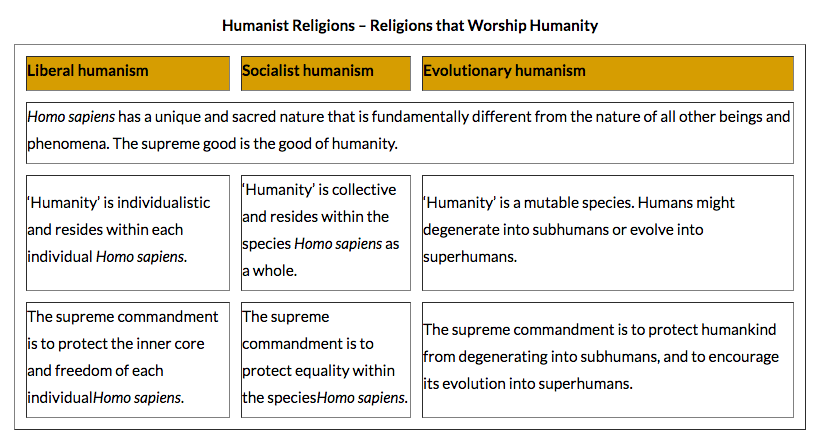 Humanist Religions – Religions that Worship Humanity
Liberal humanism
Socialist humanism
Evolutionary humanism
Homo sapiens has a unique and sacred nature that is fundamentally different from the nature of all other beings and
phenomena. The supreme good is the good of humanity.
‘Humanity’ is individualistic
and resides within each
individual Homo sapiens.
‘Humanity’ is collective
and resides within the
species Homo sapiens as
a whole.
‘Humanity’ is a mutable species. Humans might
degenerate into subhumans or evolve into
superhumans.
The supreme commandment
is to protect the inner core
and freedom of each
individualHomo sapiens.
The supreme
commandment is to
protect equality within
the speciesHomo sapiens.
The supreme commandment is to protect humankind
from degenerating into subhumans, and to encourage
its evolution into superhumans.